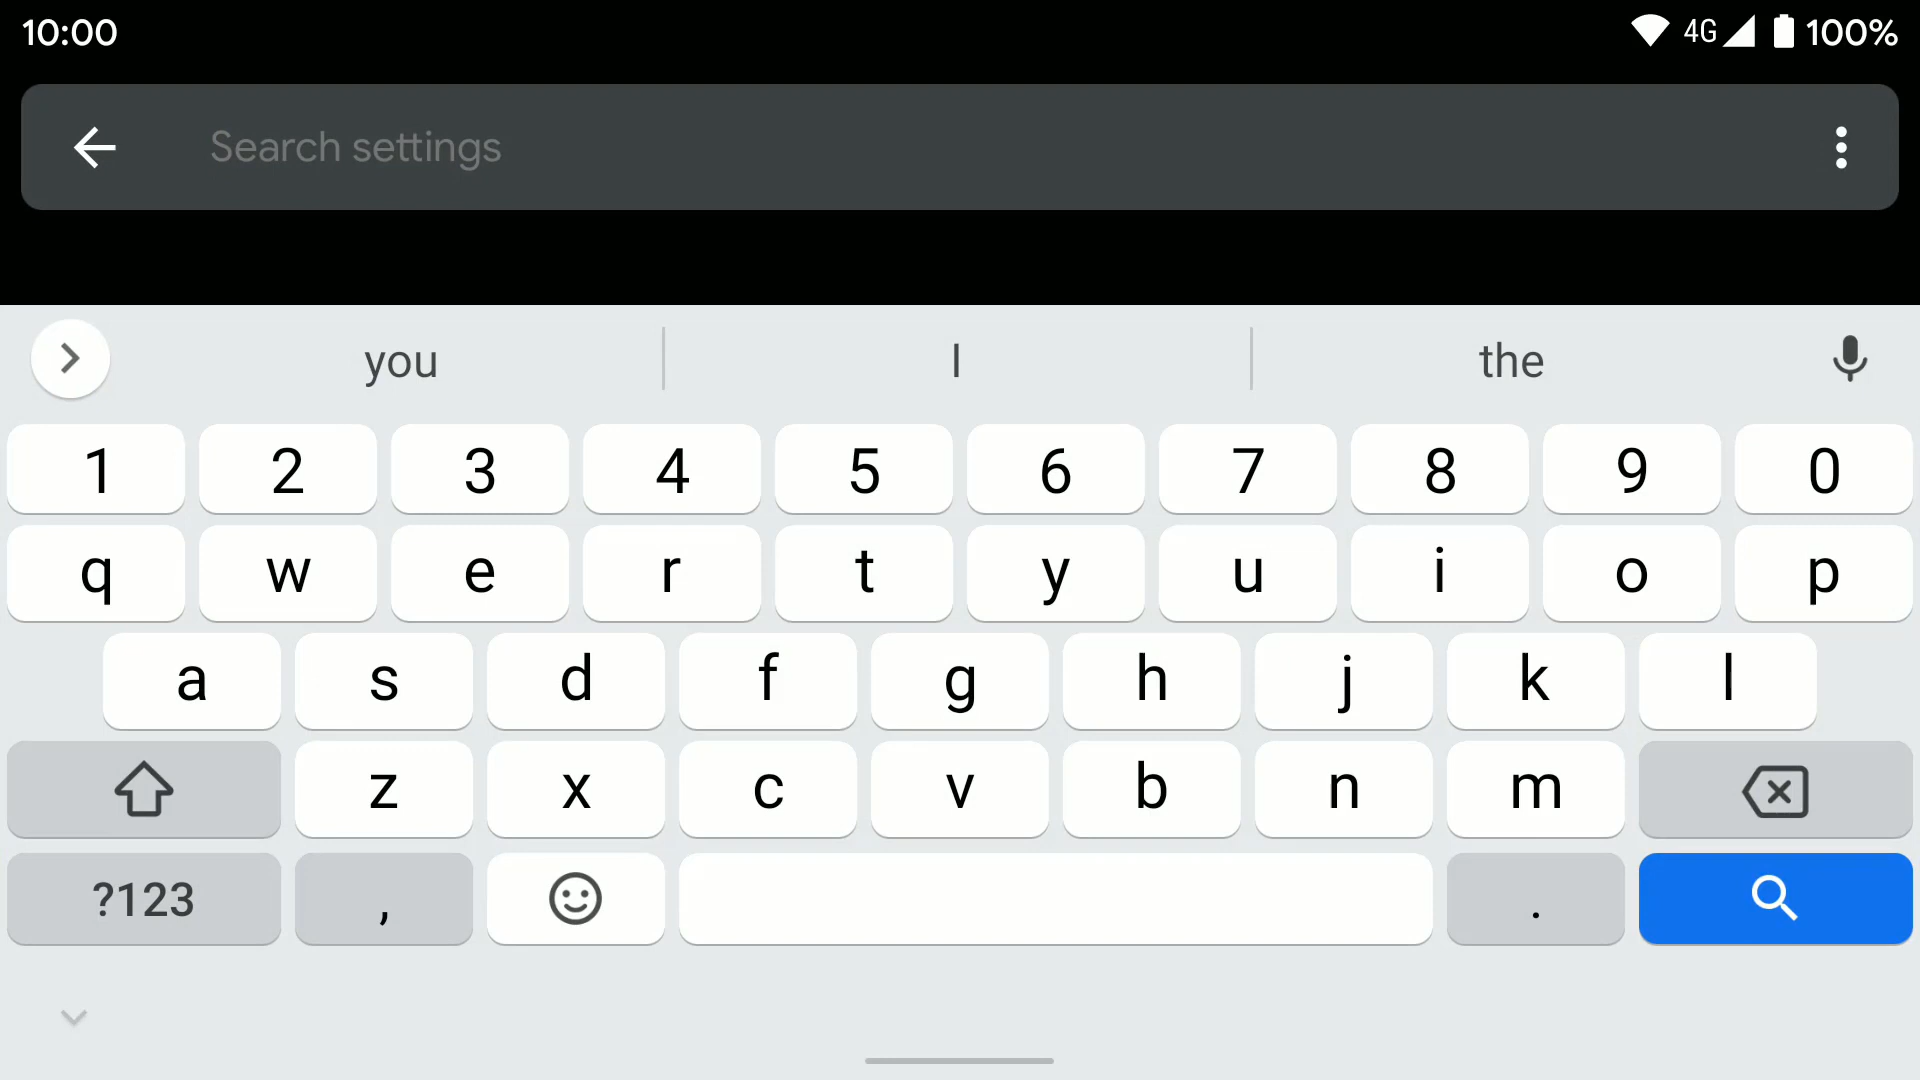 10:00 4G 100%
Search settings
you I the
1 2 3 4 5 6 7 8 9 0
q w e r t y u i o p
a s d f g h j k l
z x c v b n m
?123 , .